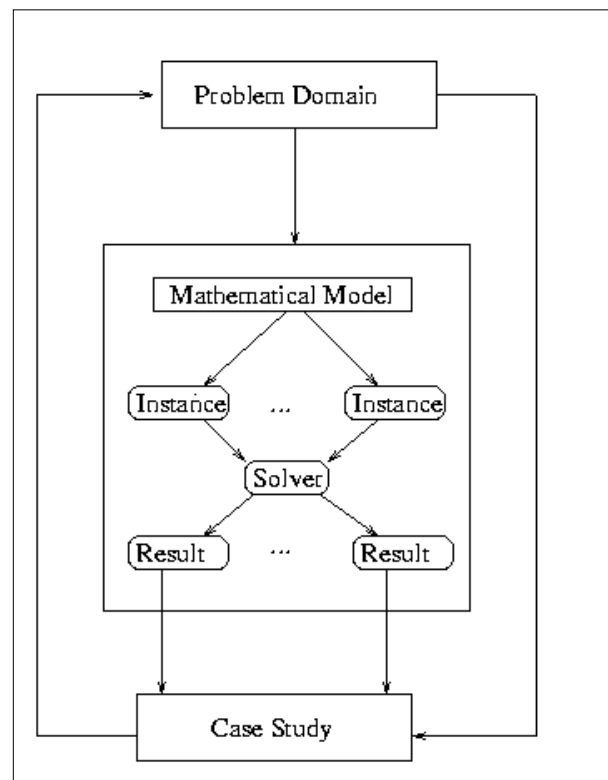 Problem Domain
Mathematical Model
Instance ... Instance
Solver
Result ... Result
Case Study